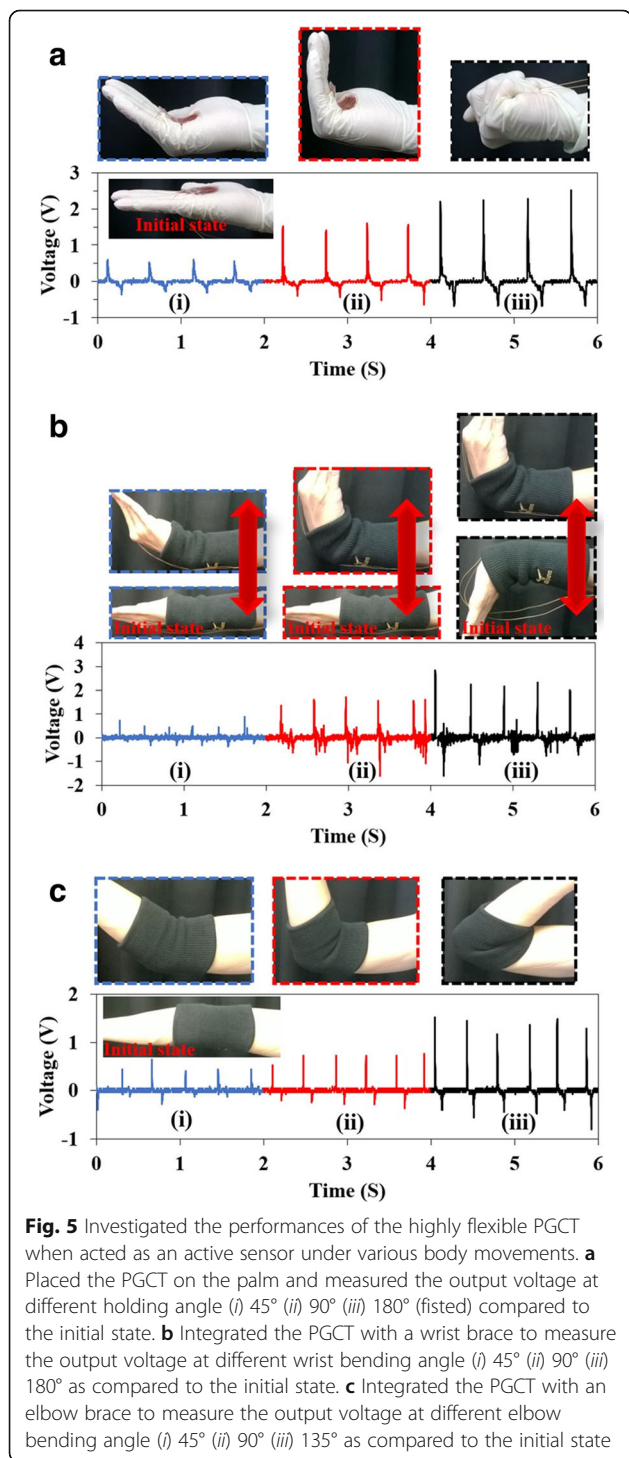 a
3
2
1
0
-1
Voltage (V)
Initial state
(i)
(ii)
(iii)
0 1 2 3 4 5 6
Time (S)
b
Initial state
Initial state
Initial state
4
3
2
1
0
-1
-2
Voltage (V)
(i)
(ii)
(iii)
0 1 2 3 4 5 6
Time (S)
c
2
1
0
-1
Voltage (V)
Initial state
(i)
(ii)
(iii)
0 1 2 3 4 5 6
Time (S)
Fig. 5 Investigated the performances of the highly flexible PGCT
when acted as an active sensor under various body movements. a
Placed the PGCT on the palm and measured the output voltage at
different holding angle (i) 45° (ii) 90° (iii) 180° (fisted) compared to
the initial state. b Integrated the PGCT with a wrist brace to measure
the output voltage at different wrist bending angle (i) 45° (ii) 90° (iii)
180° as compared to the initial state. c Integrated the PGCT with an
elbow brace to measure the output voltage at different elbow
bending angle (i) 45° (ii) 90° (iii) 135° as compared to the initial state